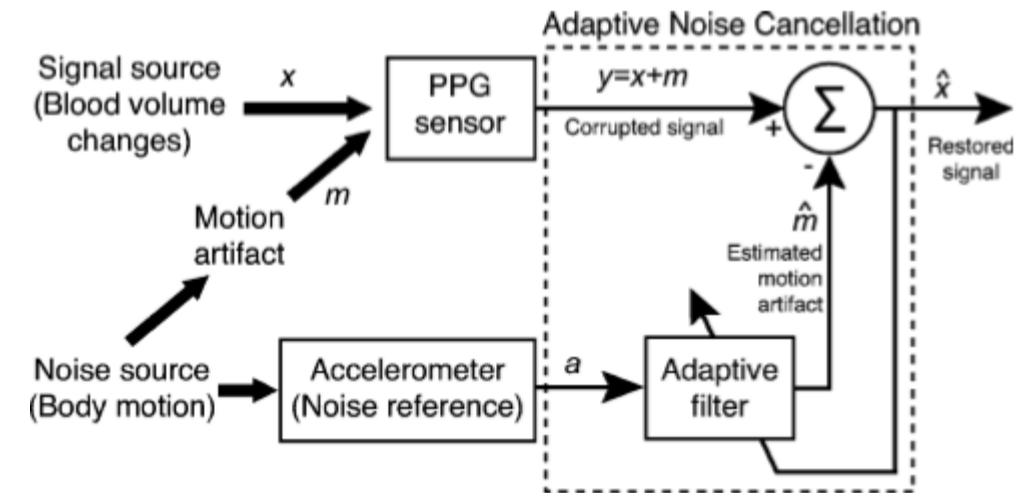 Adaptive Noise Cancellation
Signal source
(Blood volume
changes)
x
PPG
sensor
y=x+m
Corrupted signal
+
Σ
-
x̂
Restored
signal
m
Motion
artifact
m̂
Estimated
motion
artifact
Noise source
(Body motion)
Accelerometer
(Noise reference)
a
Adaptive
filter